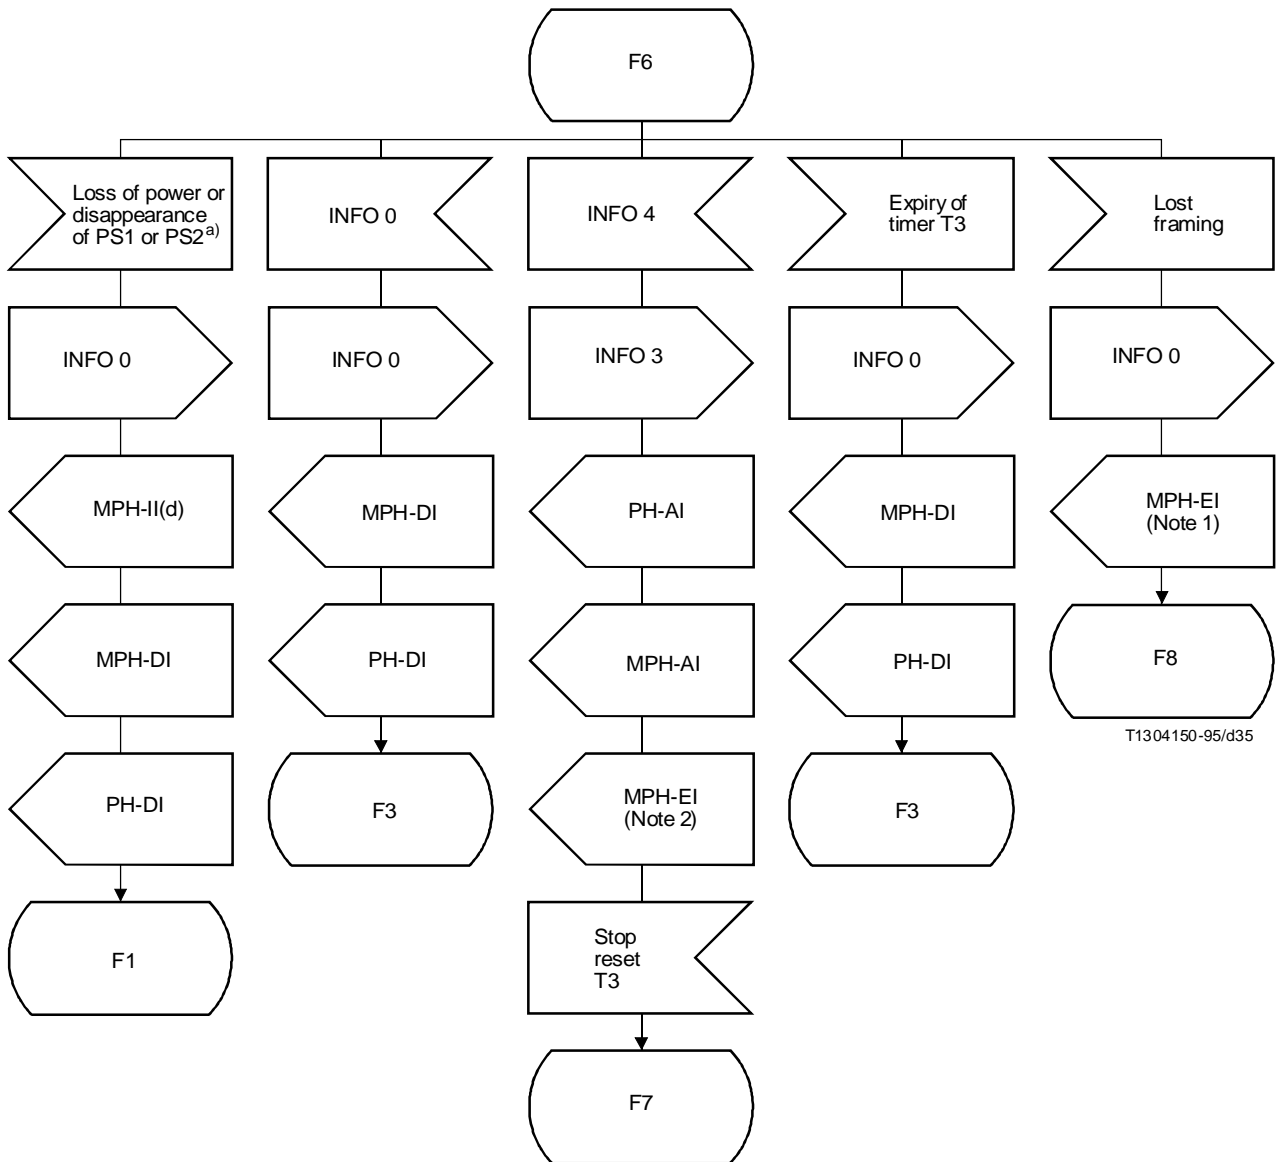 F6
Loss of power or
disappearance
of PS1 or PS2a)
INFO 0
INFO 4
Expiry of
timer T3
Lost
framing
INFO 0
INFO 0
INFO 3
INFO 0
INFO 0
MPH-II(d)
MPH-DI
PH-AI
MPH-DI
MPH-EI
(Note 1)
MPH-DI
PH-DI
MPH-AI
PH-DI
F8
T1304150-95/d35
PH-DI
F3
MPH-EI
(Note 2)
F3
F1
Stop
reset
T3
F7